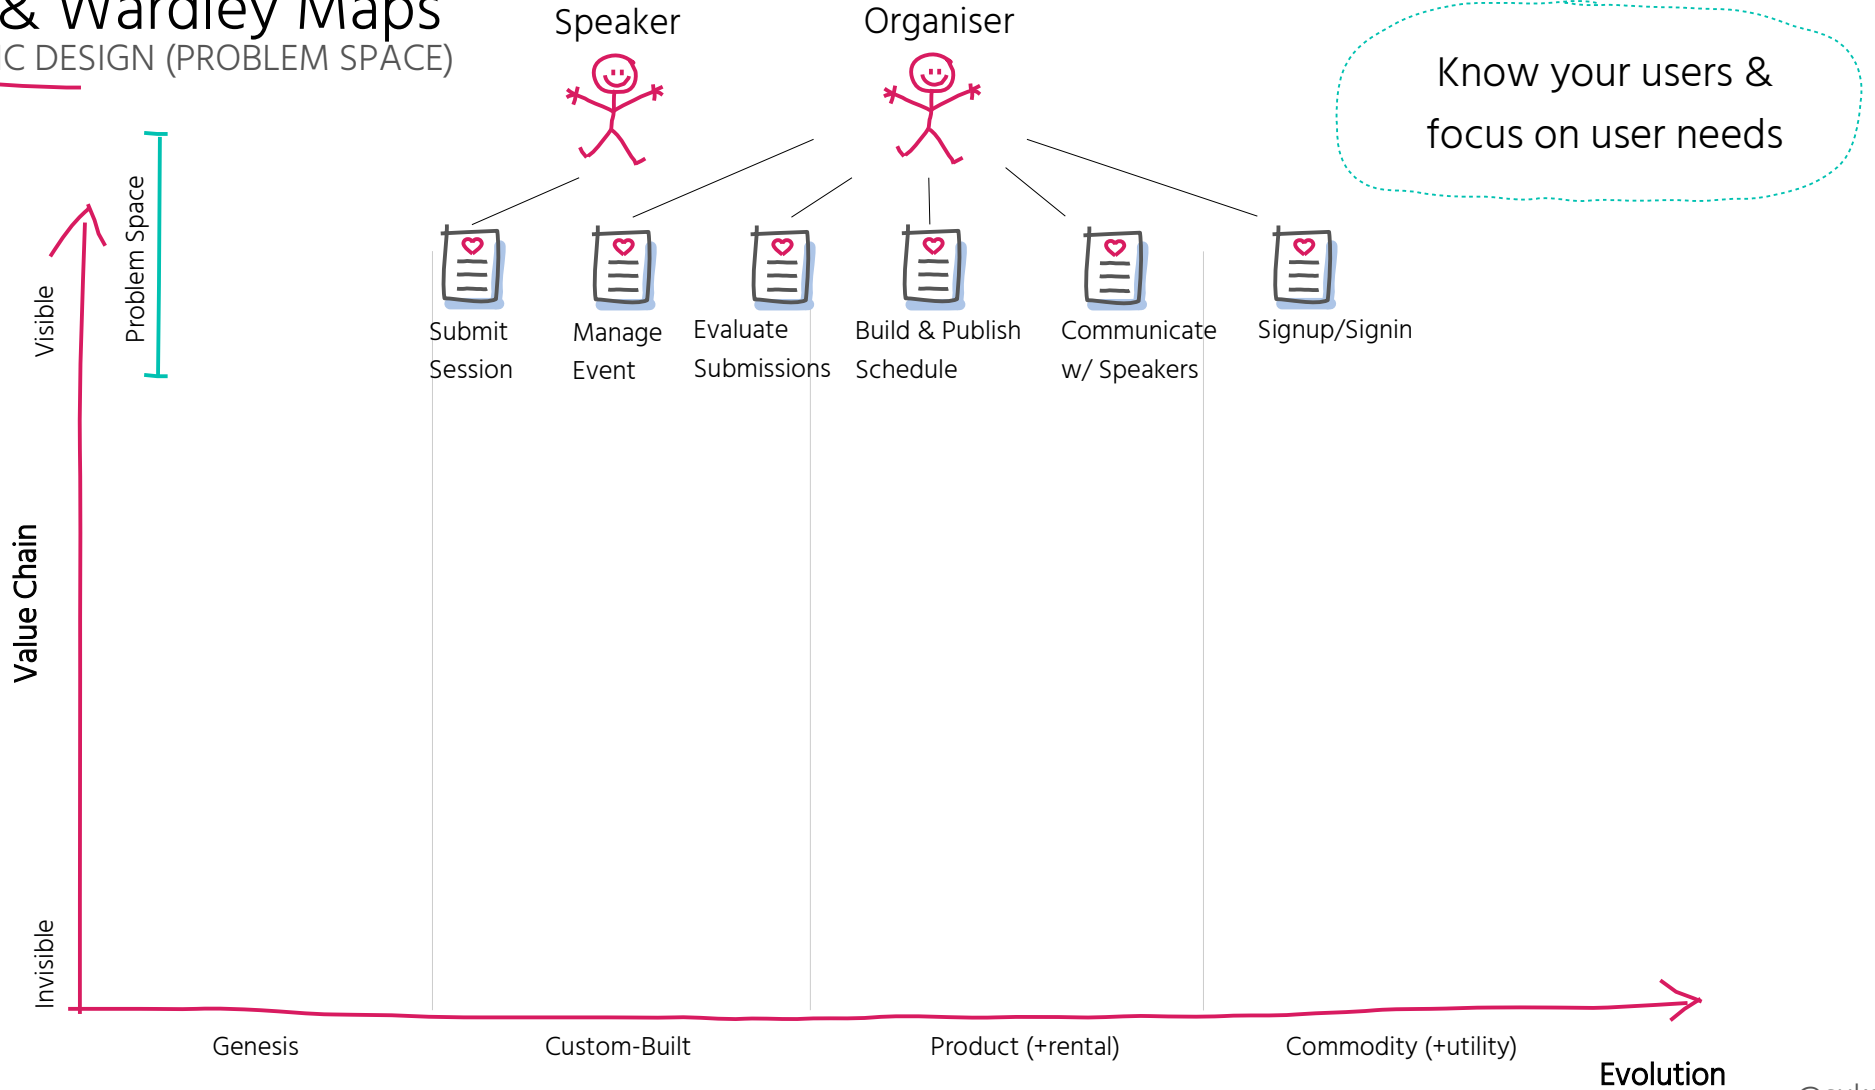 & Wardley Maps
IC DESIGN (PROBLEM SPACE)
Speaker
Organiser
Know your users &
focus on user needs
Problem Space
Visible
Submit
Session
Manage
Event
Evaluate
Submissions
Build & Publish
Schedule
Communicate
w/ Speakers
Signup/Signin
Value Chain
Invisible
Genesis
Custom-Built
Product (+rental)
Commodity (+utility)
Evolution